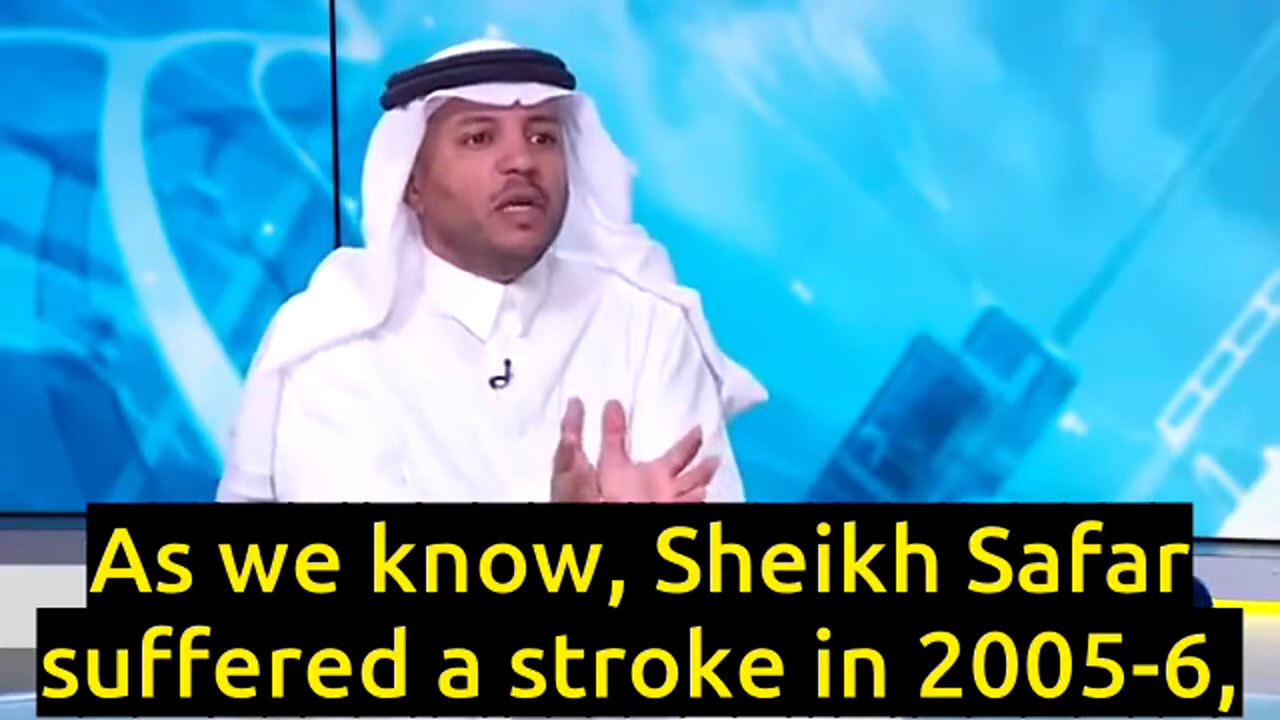 As we know, Sheikh Safar
suffered a stroke in 2005-6,